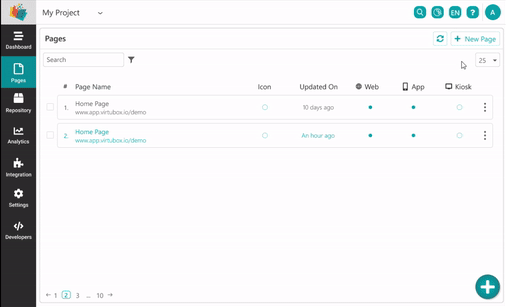 My Project
EN
?
A
Dashboard
Pages
Repository
Analytics
Integration
Settings
Developers
Pages
+ New Page
Search
25
# Page Name Icon Updated On Web App Kiosk
1. Home Page 10 days ago
www.app.virtubox.io/demo
2. Home Page An hour ago
www.app.virtubox.io/demo
← 1 2 3 ... 10 →